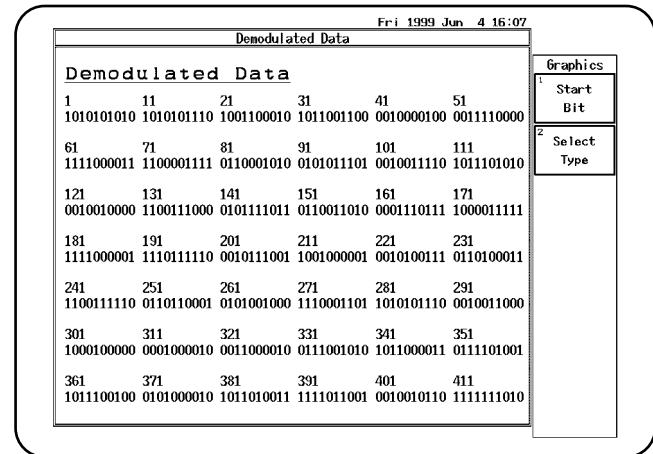 Fri 1999 Jun 4 16:07
Demodulated Data
Demodulated Data
1 11 21 31 41 51
1010101010 1010101110 1001100010 1011001100 0010000100 0011110000
61 71 81 91 101 111
1111000011 1100001111 0110001010 0101011101 0010011110 1011101010
121 131 141 151 161 171
0010010000 1100111000 0101111011 0110011010 0001110111 1000011111
181 191 201 211 221 231
1111000001 1110111110 0010111001 1001000001 0010100111 0110100011
241 251 261 271 281 291
1100111110 0110110001 0101001000 1110001101 1010101110 0010011000
301 311 321 331 341 351
1000100000 0001000010 0011000010 0111001010 1011000011 0111101001
361 371 381 391 401 411
1011100100 0101000010 1011010011 1111011001 0010010110 1111111010
Graphics
1 Start
Bit
2 Select
Type